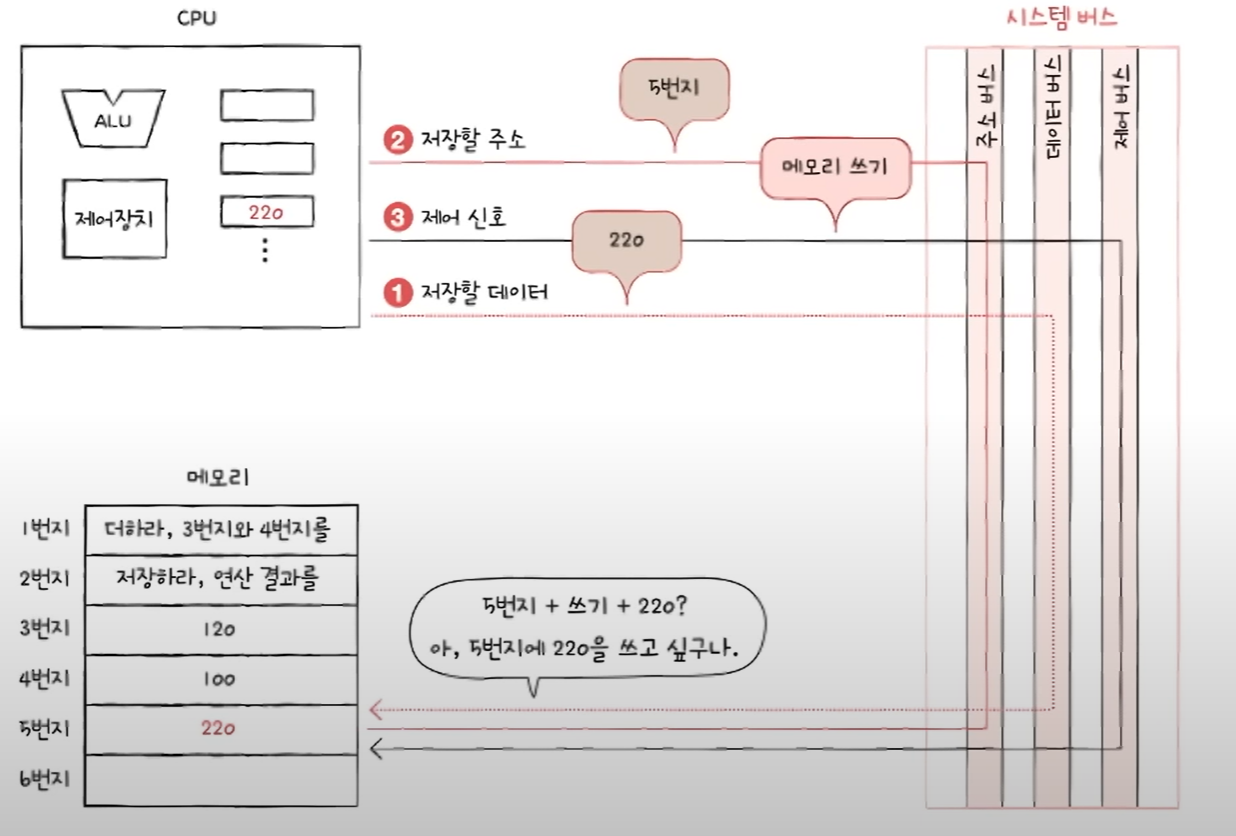 CPU
시스템 버스
ALU
제어장치
220
5번지
② 저장할 주소
메모리 쓰기
③ 제어 신호
220
① 저장할 데이터
주소 버스
데이터 버스
제어 버스
메모리
1번지 더하라, 3번지와 4번지를
2번지 저장하라, 연산 결과를
3번지 120
4번지 100
5번지 220
6번지
5번지 + 쓰기 + 220?
아, 5번지에 220을 쓰고 싶구나.